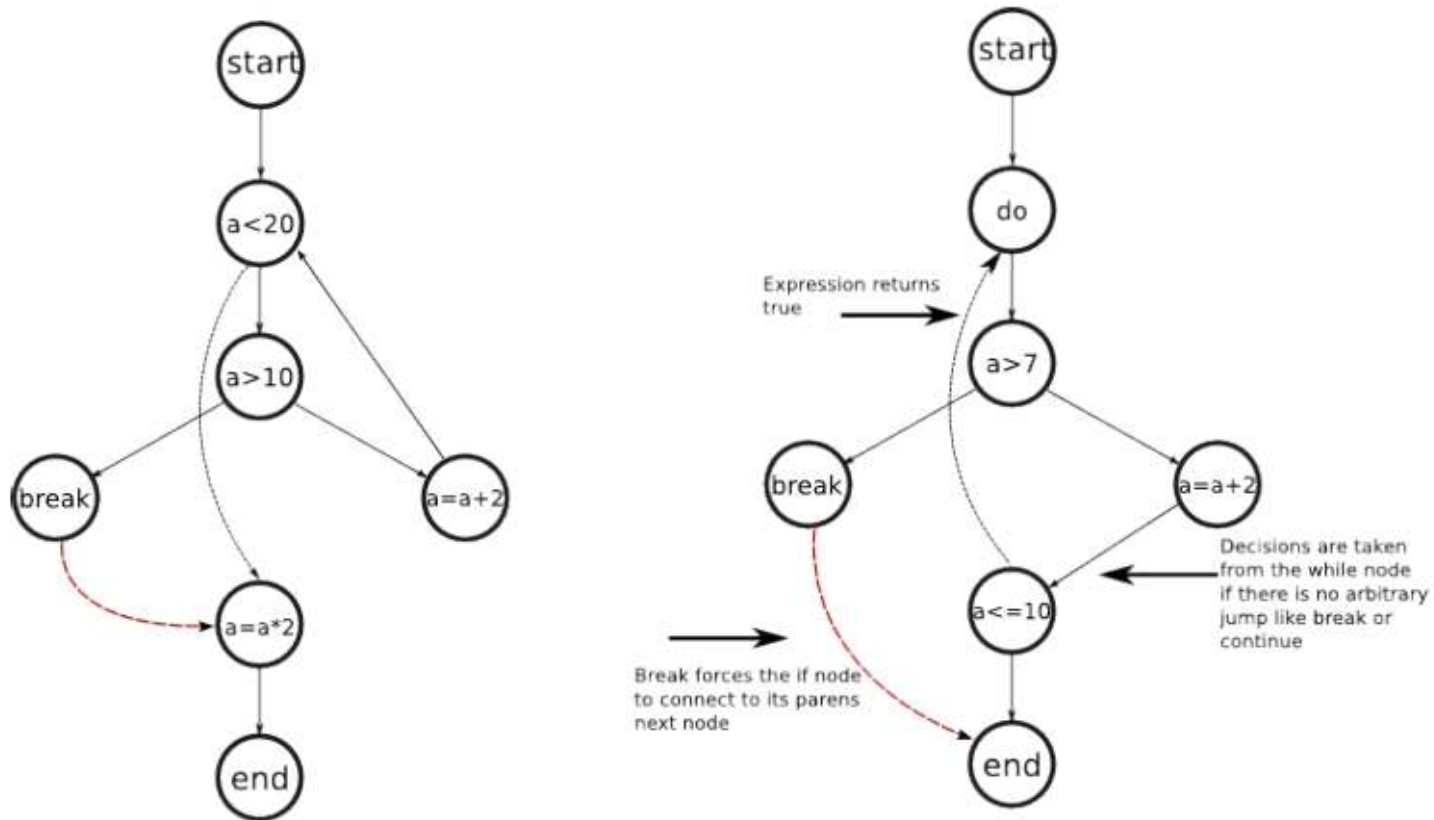 start
a<20
a>10
break
a=a+2
a=a*2
end
start
do
Expression returns
true
a>7
break
a=a+2
Decisions are taken
from the while node
if there is no arbitrary
jump like break or
continue
a<=10
Break forces the if node
to connect to its parens
next node
end